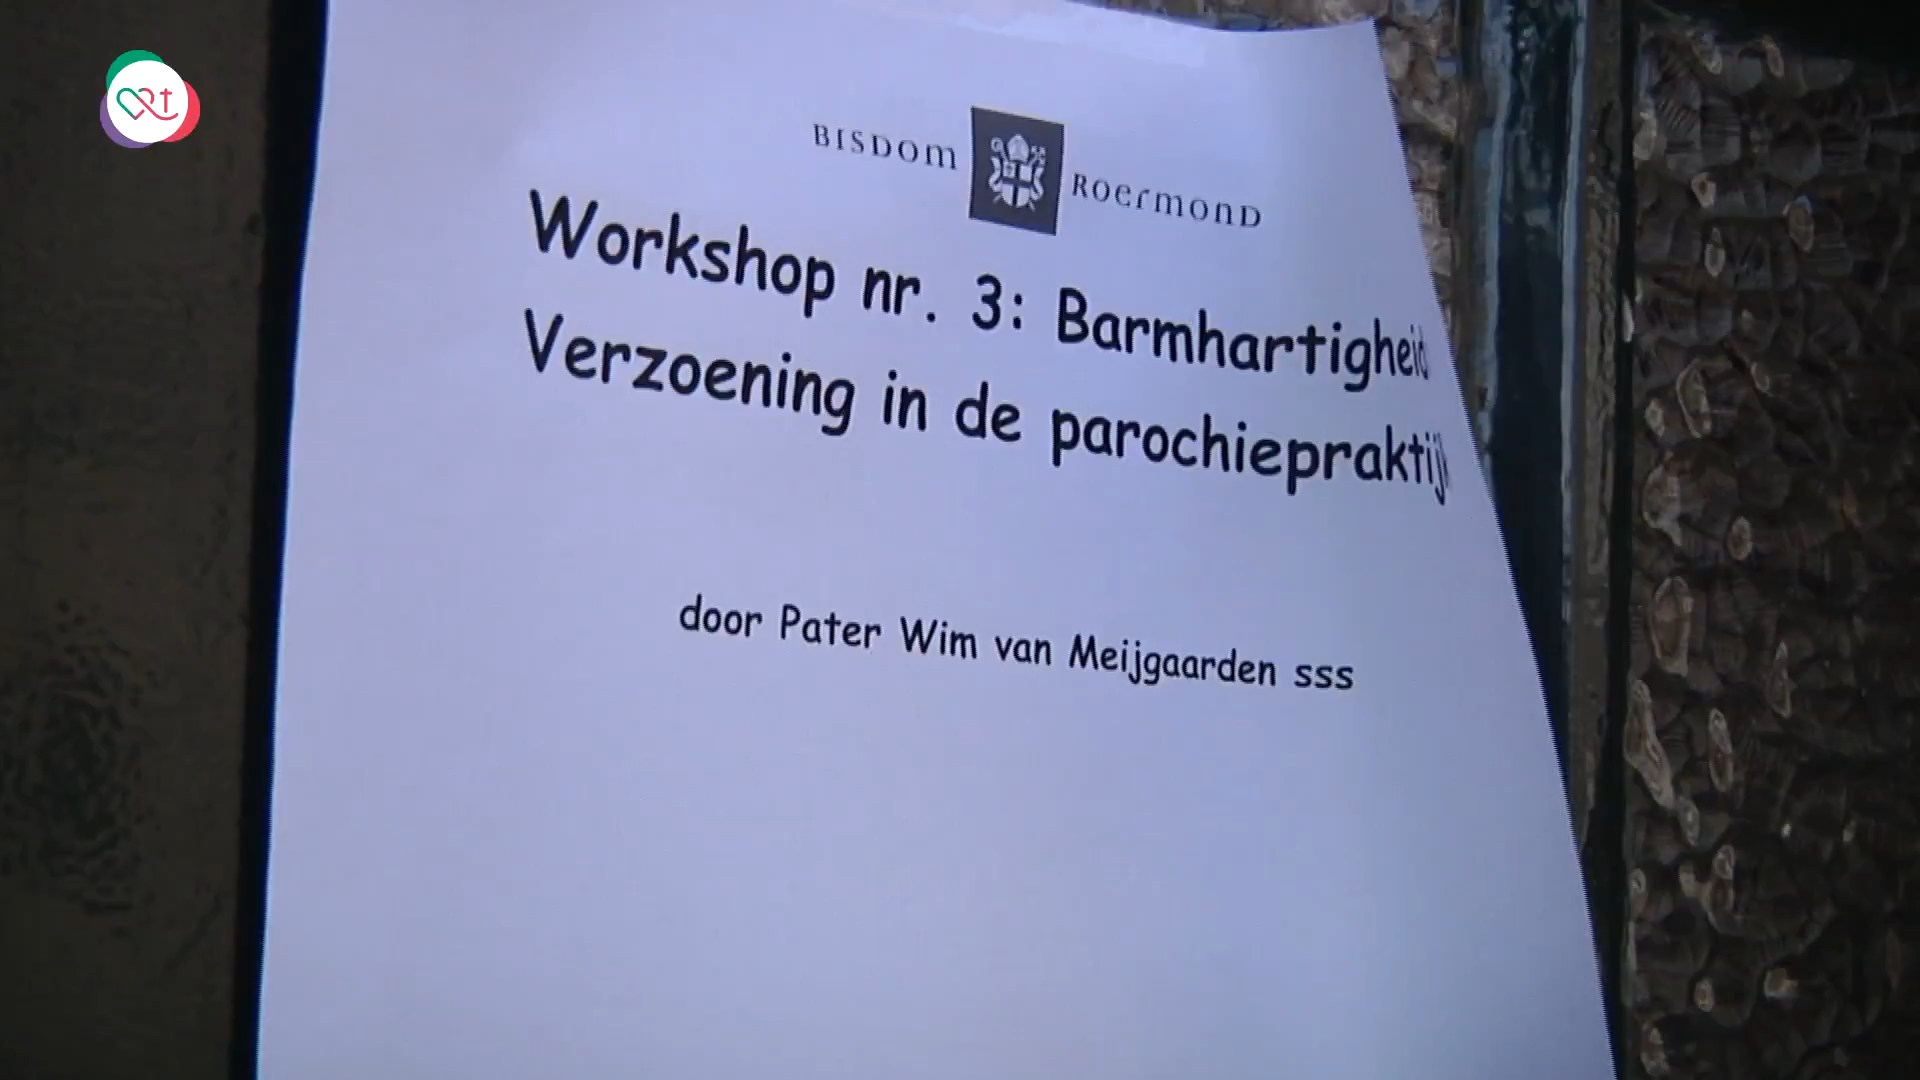 BISDOM ROERMOND
Workshop nr. 3: Barmhartigheid
Verzoening in de parochiepraktijk
door Pater Wim van Meijgaarden sss